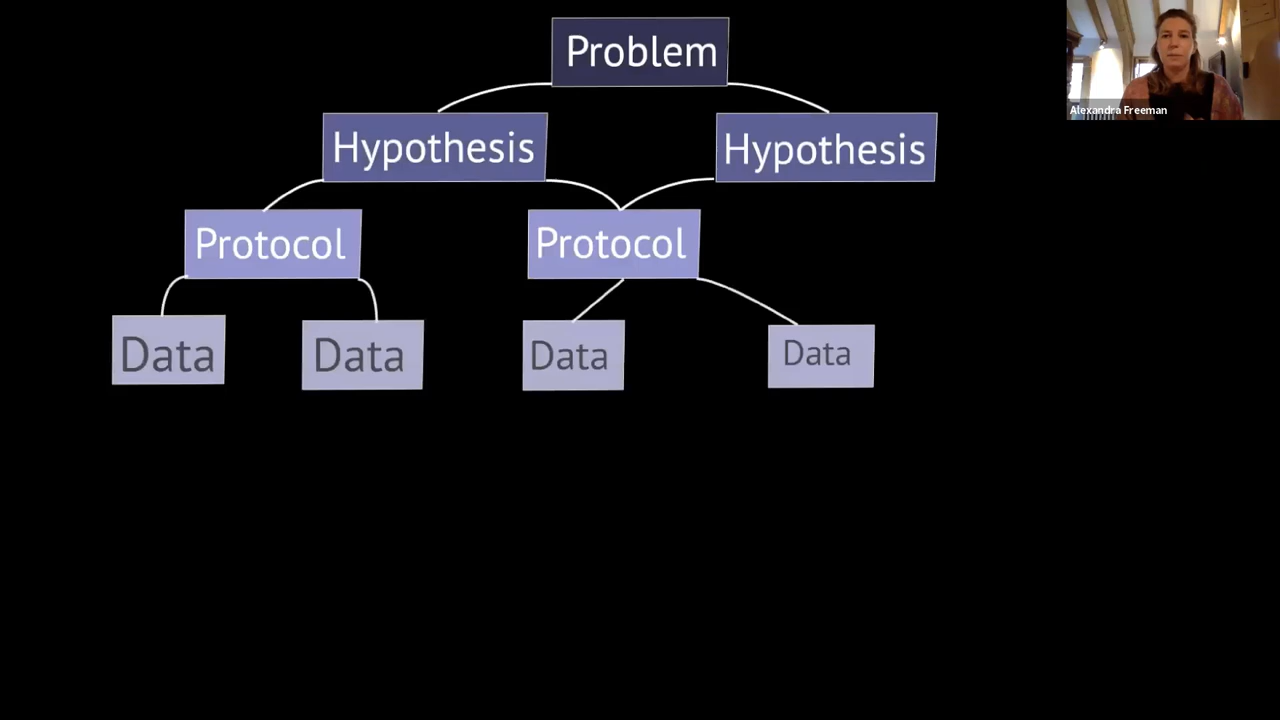 Problem
Alexandra Freeman
Hypothesis
Hypothesis
Protocol
Protocol
Data
Data
Data
Data